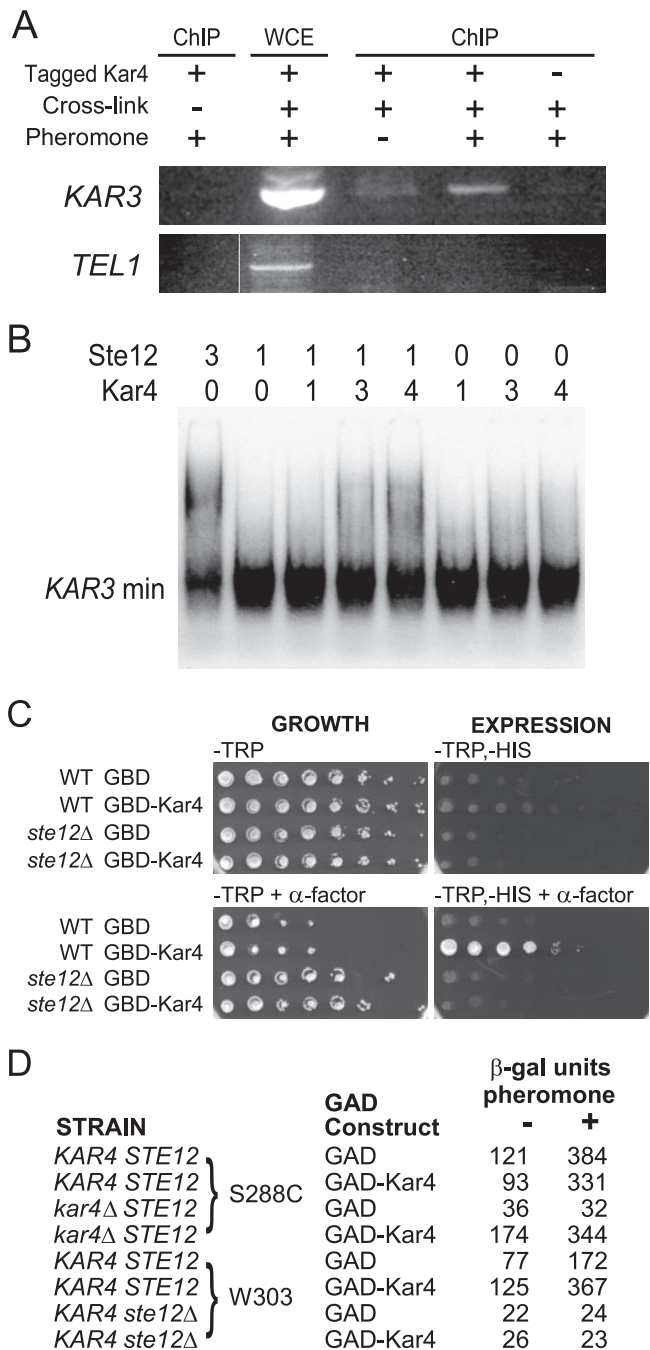 A
ChIP WCE ChIP
Tagged Kar4 + + + + -
Cross-link - + + + +
Pheromone + + - + +
KAR3
TEL1
B
Ste12 3 1 1 1 1 0 0 0
Kar4 0 0 1 3 4 1 3 4
KAR3 min
C
GROWTH EXPRESSION
-TRP -TRP,-HIS
WT GBD
WT GBD-Kar4
ste12Δ GBD
ste12Δ GBD-Kar4
-TRP + α-factor -TRP,-HIS + α-factor
WT GBD
WT GBD-Kar4
ste12Δ GBD
ste12Δ GBD-Kar4
D
β-gal units
pheromone
STRAIN GAD Construct - +
KAR4 STE12 GAD 121 384
KAR4 STE12 GAD-Kar4 93 331
S288C
kar4Δ STE12 GAD 36 32
kar4Δ STE12 GAD-Kar4 174 344
KAR4 STE12 GAD 77 172
KAR4 STE12 GAD-Kar4 125 367
W303
KAR4 ste12Δ GAD 22 24
KAR4 ste12Δ GAD-Kar4 26 23